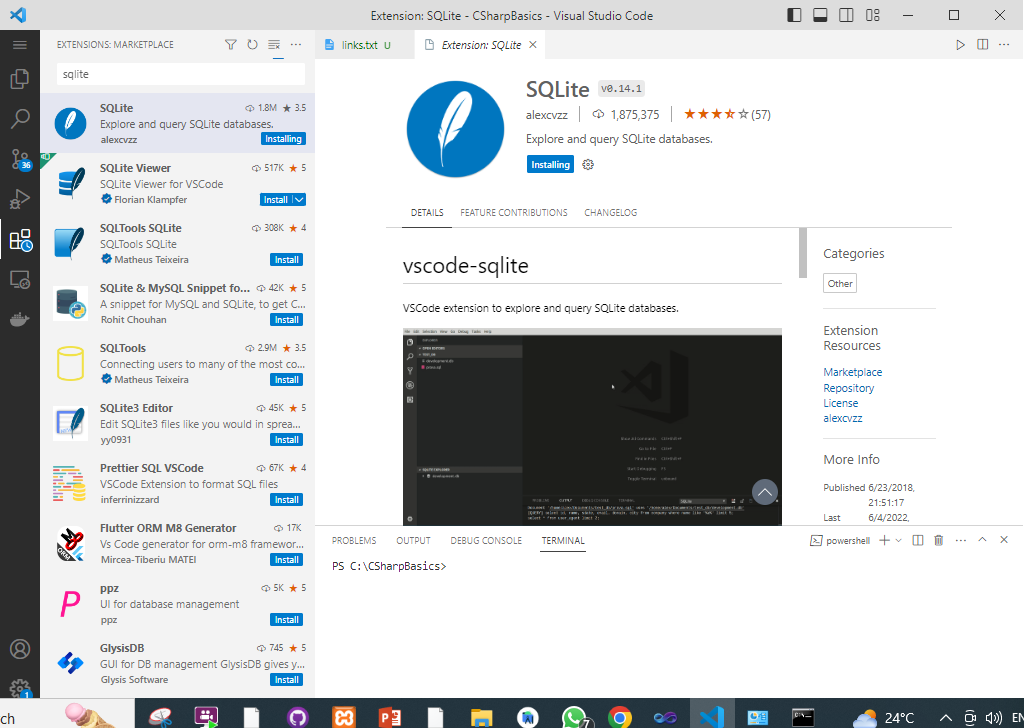 Extension: SQLite - CSharpBasics - Visual Studio Code
EXTENSIONS: MARKETPLACE
sqlite
SQLite 1.8M 3.5
Explore and query SQLite databases.
alexcvzz Installing
SQLite Viewer 517K 5
SQLite Viewer for VSCode
Florian Klampfer Install
SQLTools SQLite 308K 4
SQLTools SQLite
Matheus Teixeira Install
SQLite & MySQL Snippet fo... 42K 5
A snippet for MySQL and SQLite, to get C...
Rohit Chouhan Install
SQLTools 2.9M 3.5
Connecting users to many of the most co...
Matheus Teixeira Install
SQLite3 Editor 45K 5
Edit SQLite3 files like you would in sprea...
yy0931 Install
Prettier SQL VSCode 67K 4
VSCode Extension to format SQL files
inferrinizzard Install
ORM
Flutter ORM M8 Generator 17K
Vs Code generator for orm-m8 framewor...
Mircea-Tiberiu MATEI Install
P
ppz 5K 5
UI for database management
ppz Install
GlysisDB 745 5
GUI for DB management GlysisDB gives y...
Glysis Software Install
36
1
links.txt U
Extension: SQLite
SQLite v0.14.1
alexcvzz 1,875,375 (57)
Explore and query SQLite databases.
Installing
DETAILS FEATURE CONTRIBUTIONS CHANGELOG
vscode-sqlite
VSCode extension to explore and query SQLite databases.
Categories
Other
Extension
Resources
Marketplace
Repository
License
alexcvzz
More Info
Published 6/23/2018,
21:51:17
Last 6/4/2022,
PROBLEMS OUTPUT DEBUG CONSOLE TERMINAL
powershell
PS C:\CSharpBasics>
ch
7
24°C
EN